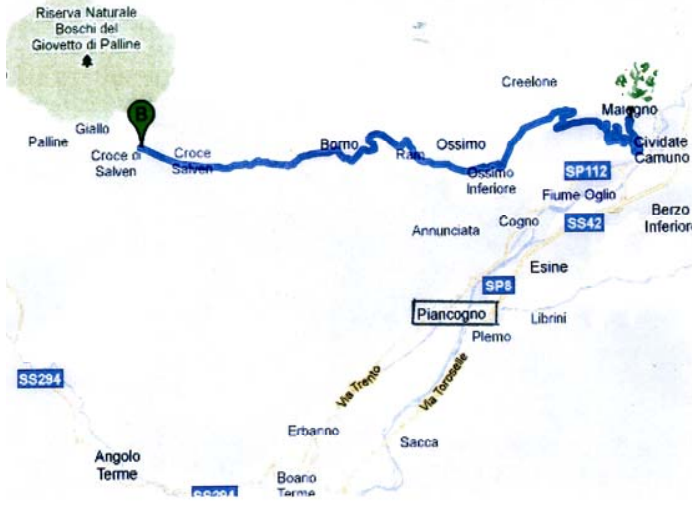 Riserva Naturale
Boschi del
Giovetto di Palline
Creelone
Malegno
B
Giallo
Palline
Croce di
Salven
Croce
Salven
Borno
Ossimo
Ossimo
Inferiore
Cividate
Camuno
SP112
Fiume Oglio
Berzo
Inferiore
Cogno
SS42
Annunciata
Esine
SP8
Piancogno
Librini
Plemo
SS294
Via Trento
Via Toroselle
Erbanno
Sacca
Angolo
Terme
Boario
Terme
SS294